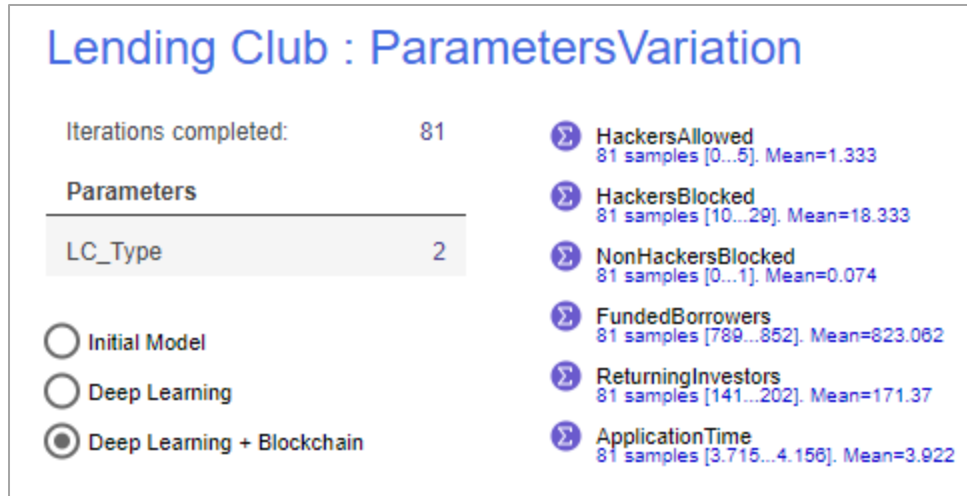 Lending Club : ParametersVariation
Iterations completed: 81
Parameters
LC_Type 2
Initial Model
Deep Learning
Deep Learning + Blockchain
Σ HackersAllowed
81 samples [0...5]. Mean=1.333
Σ HackersBlocked
81 samples [10...29]. Mean=18.333
Σ NonHackersBlocked
81 samples [0...1]. Mean=0.074
Σ FundedBorrowers
81 samples [789...852]. Mean=823.062
Σ ReturningInvestors
81 samples [141...202]. Mean=171.37
Σ ApplicationTime
81 samples [3.715...4.156]. Mean=3.922